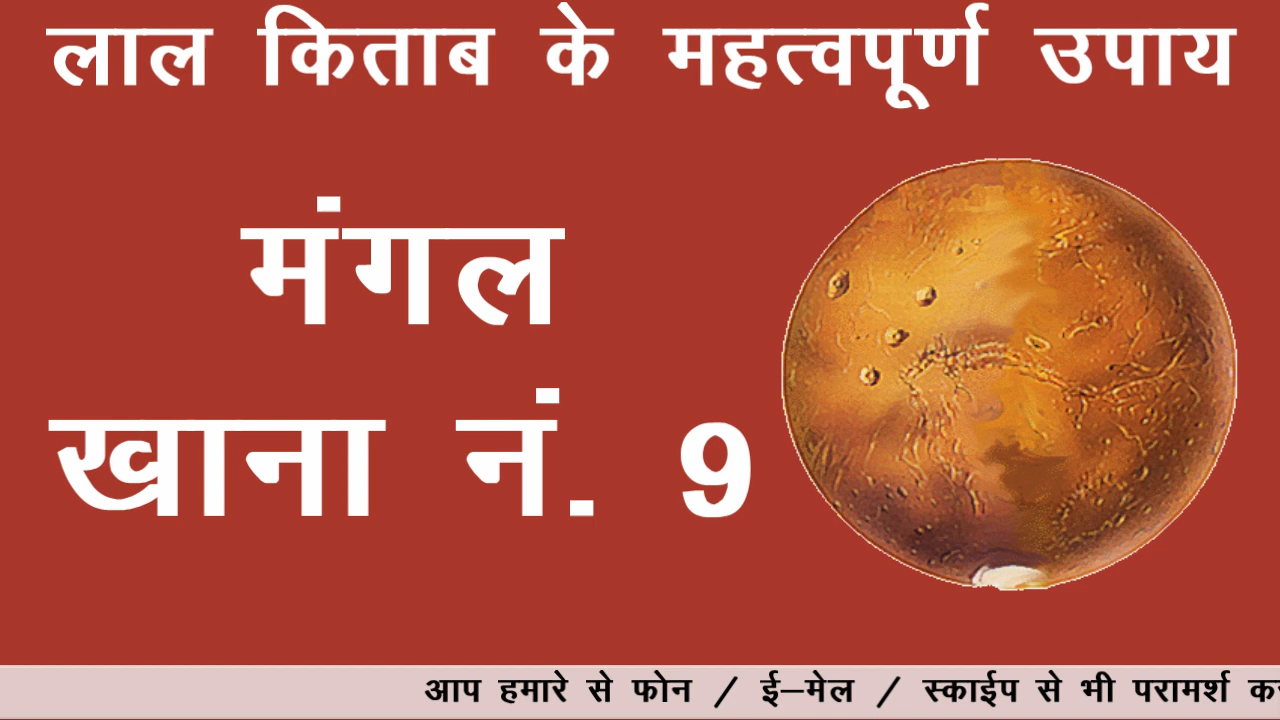 लाल किताब के महत्वपूर्ण उपाय
मंगल
खाना नं. 9
आप हमारे से फोन / ई–मेल / स्काईप से भी परामर्श